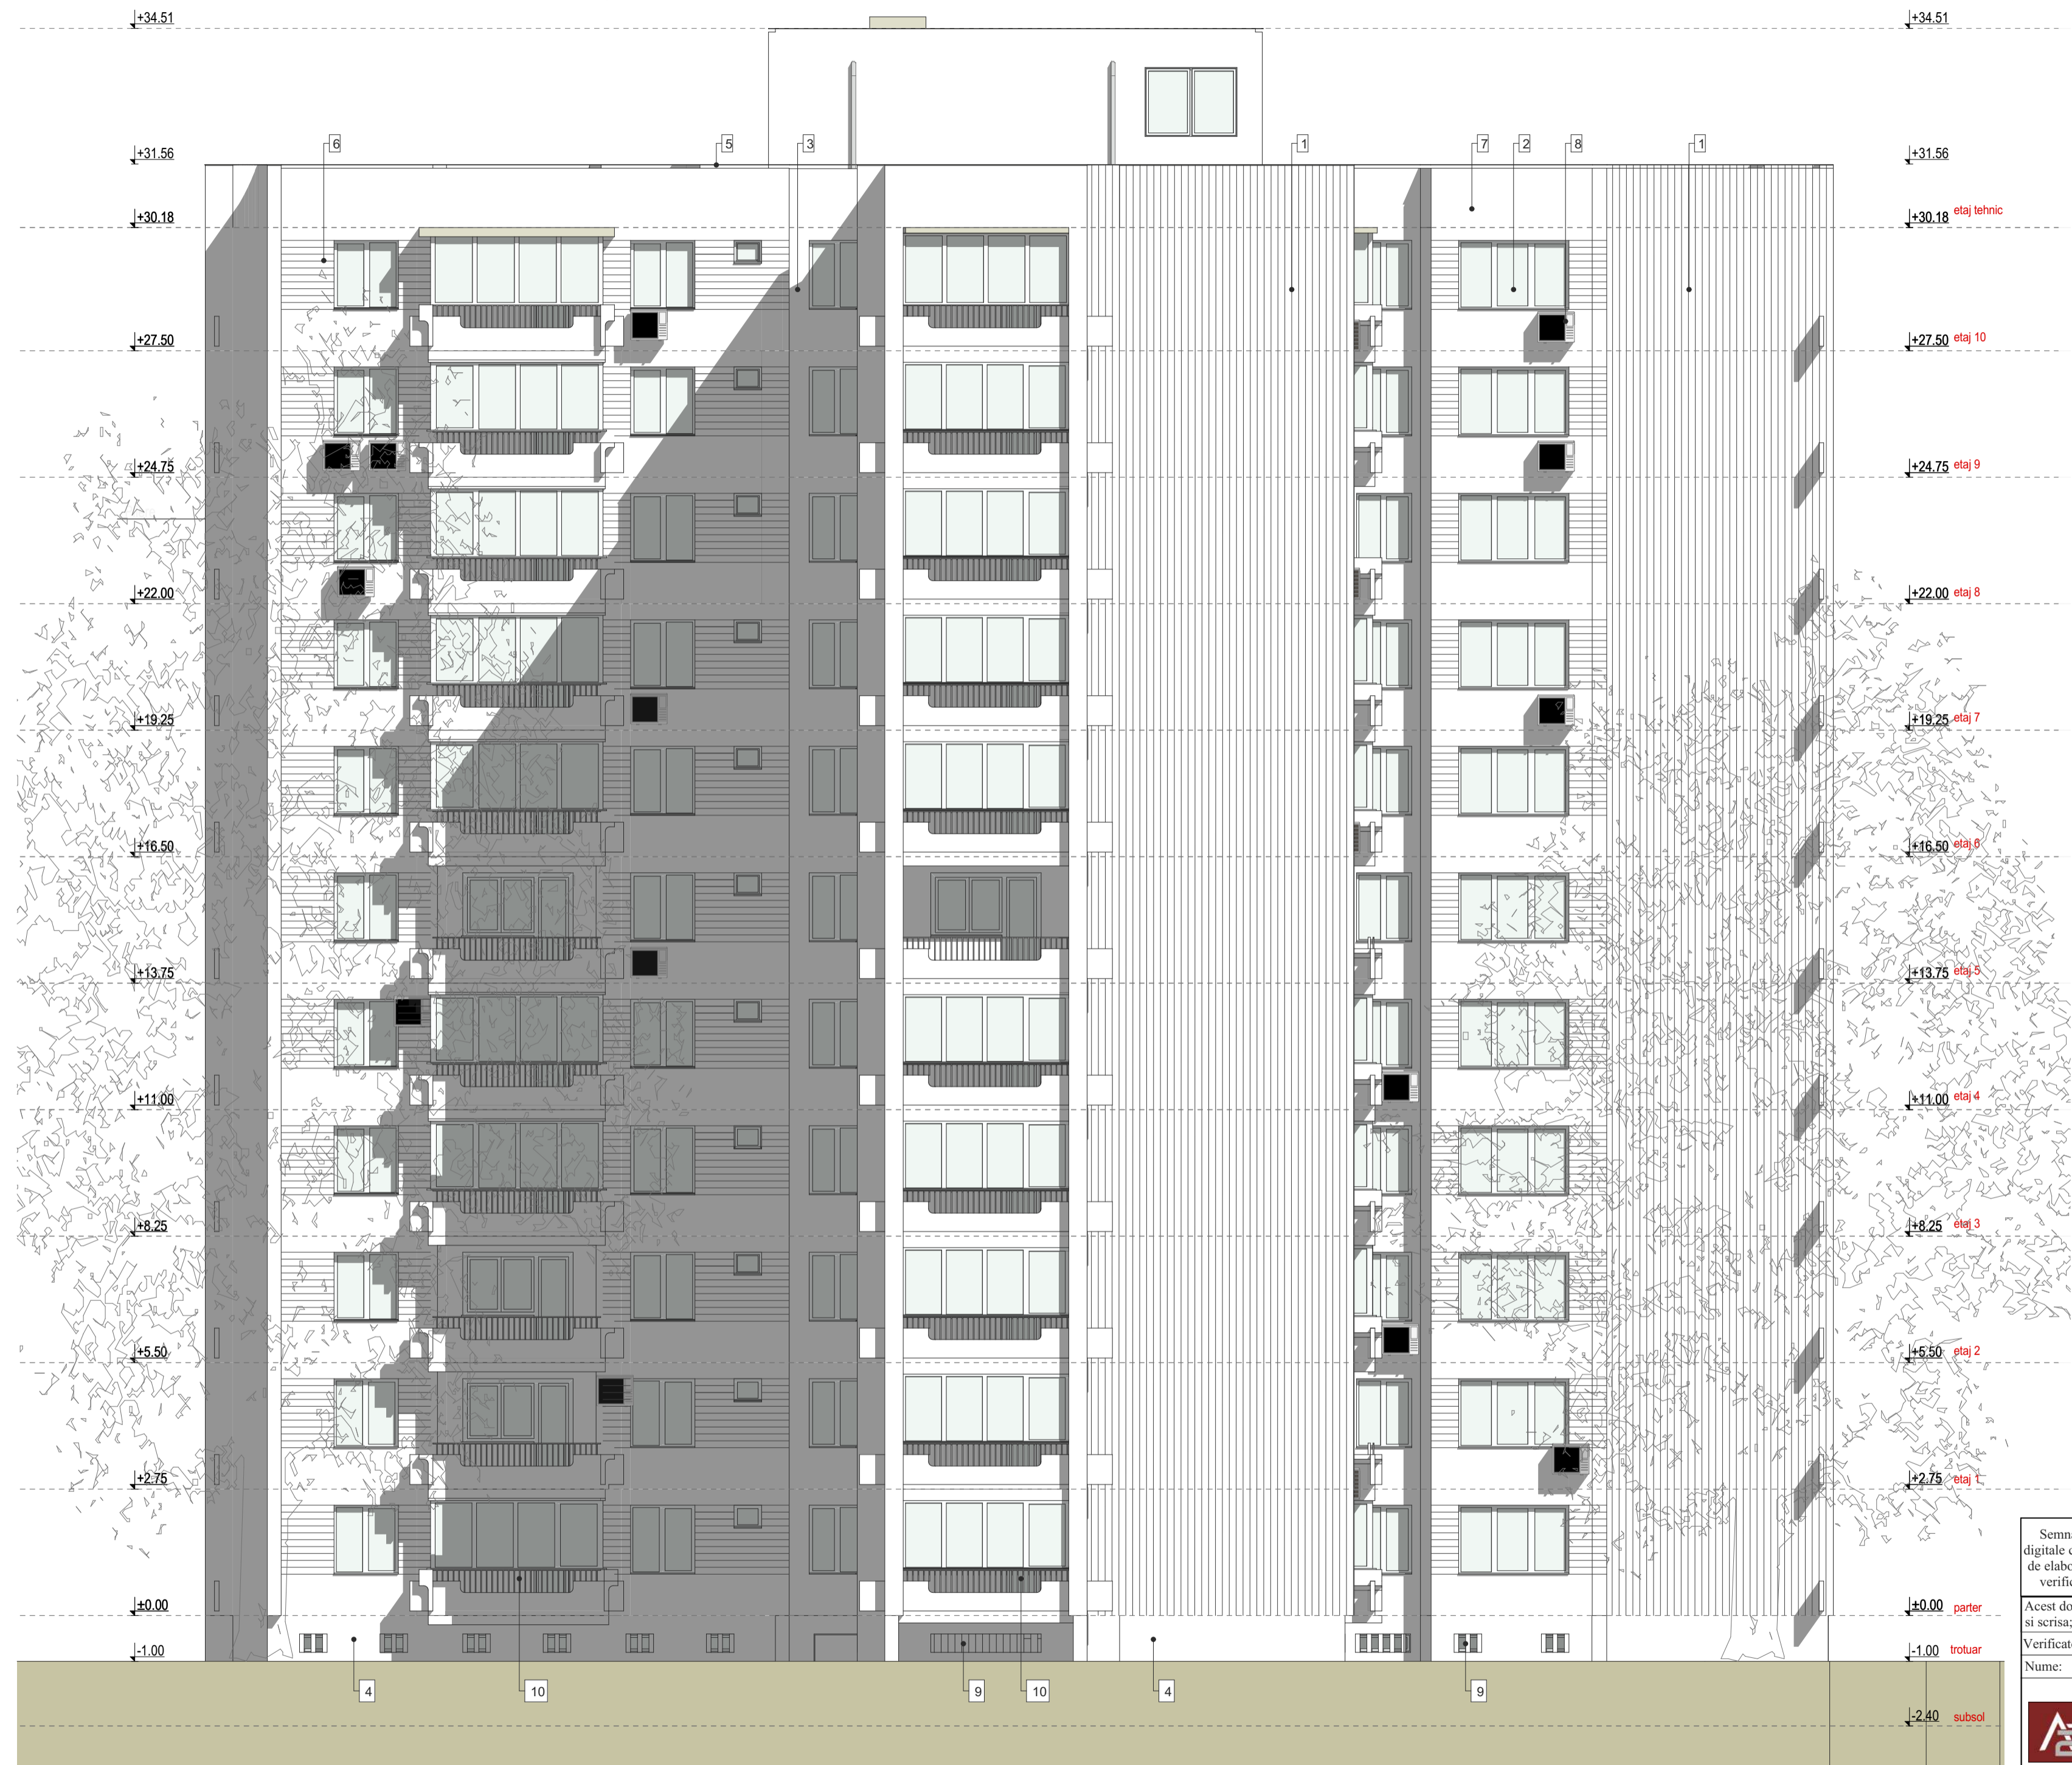 +34.51
+34.51
6
5
3
1
7
2
8
1
+31.56
+31.56
+30.18
+30.18 etaj tehnic
+27.50
+27.50 etaj 10
+24.75
+24.75 etaj 9
+22.00
+22.00 etaj 8
+19.25
+19.25 etaj 7
+16.50
+16.50 etaj 6
+13.75
+13.75 etaj 5
+11.00
+11.00 etaj 4
+8.25
+8.25 etaj 3
+5.50
+5.50 etaj 2
+2.75
+2.75 etaj 1
±0.00
±0.00 parter
-1.00
-1.00 trotuar
4
10
9
10
4
9
-2.40 subsol
Semna
digitale
de elabo
verific
Acest do
si scrisa;
Verificat
Nume: